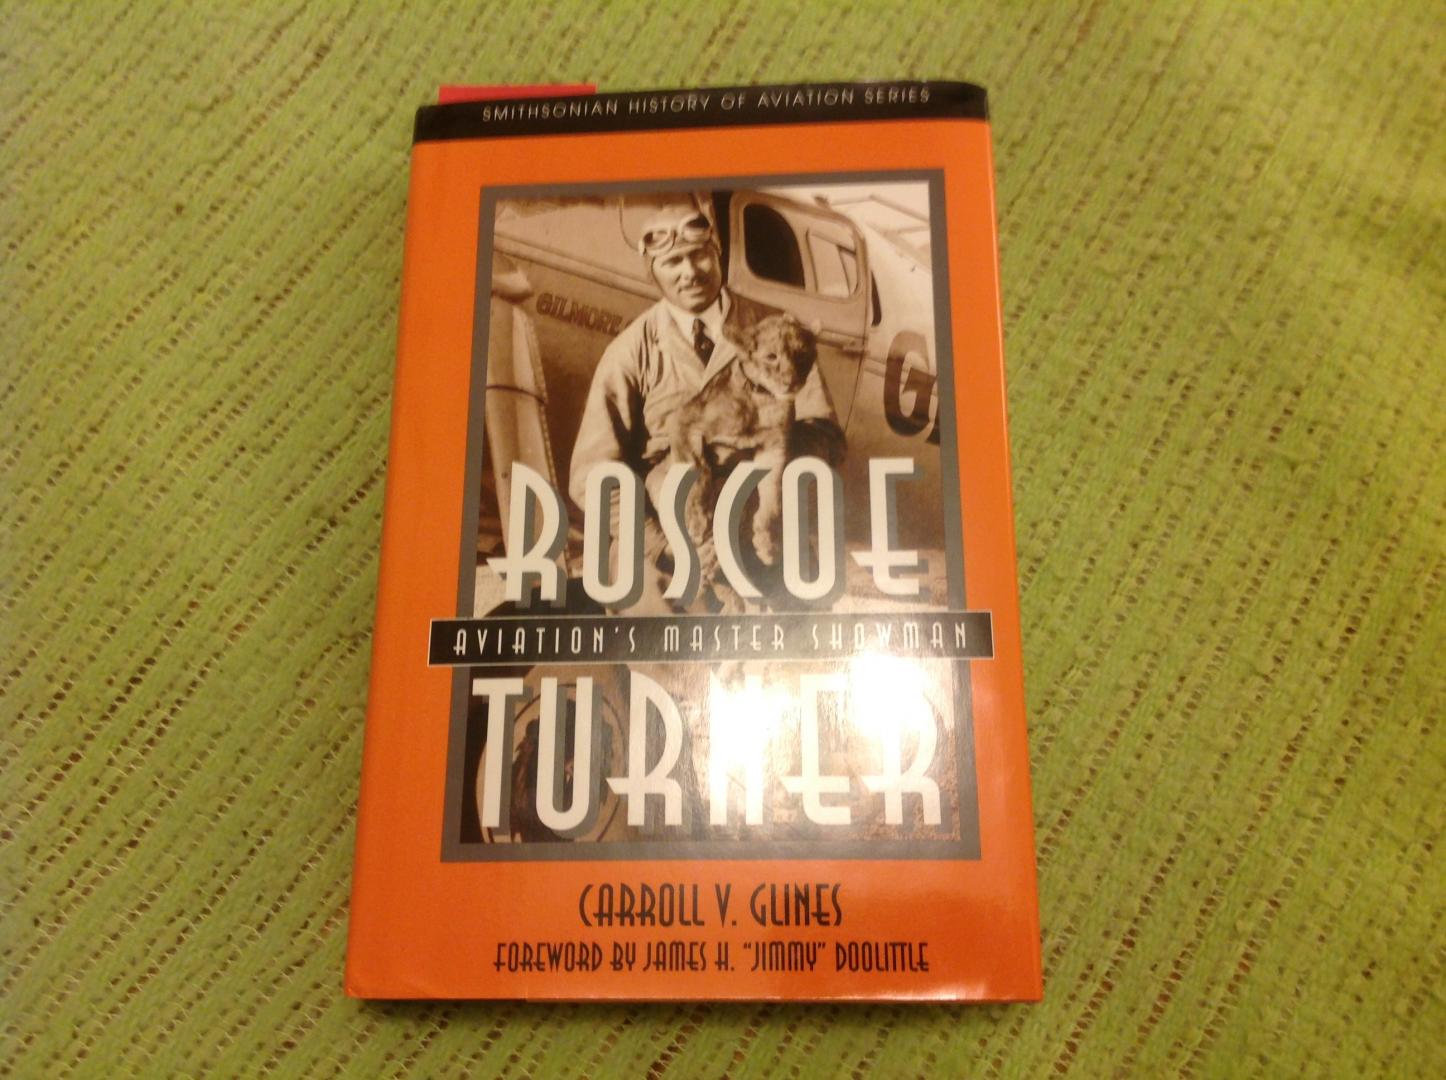 SMITHSONIAN HISTORY OF AVIATION SERIES
GILMORE
G
ROSCOE
AVIATION'S MASTER SHOWMAN
TURNER
CARROLL V. GLINES
FOREWORD BY JAMES H. "JIMMY" DOOLITTLE